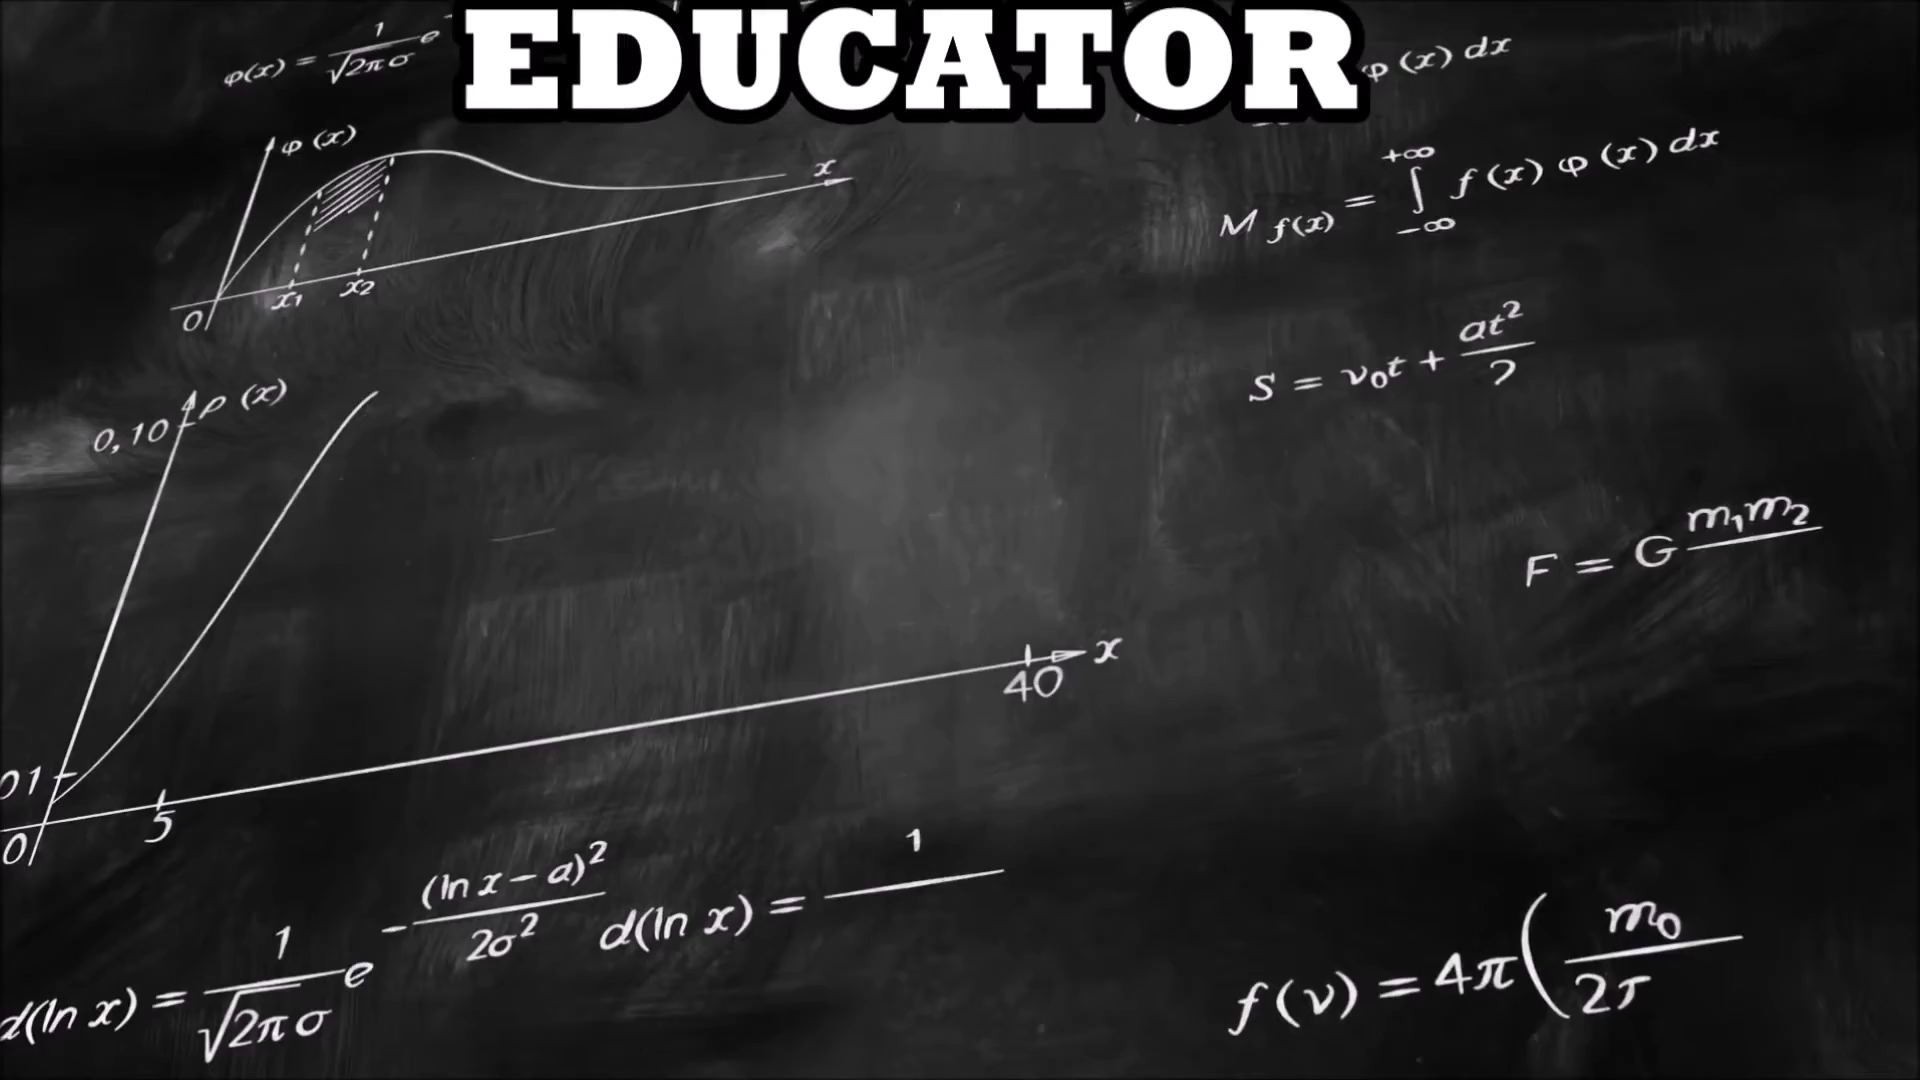 EDUCATOR
φ(x) = 1/√2πσ e
φ(x) dx
φ(x)
x
0
x₁
x₂
M f(x) = ∫ +∞ -∞ f(x) φ(x) dx
S = v₀t + at²/2
ρ(x)
0,10
01
0
5
40
x
F = G m₁m₂
d(ln x) = 1/√2πσ e -(ln x - a)²/2σ² d(ln x) = 1
f(v) = 4π( m₀/2